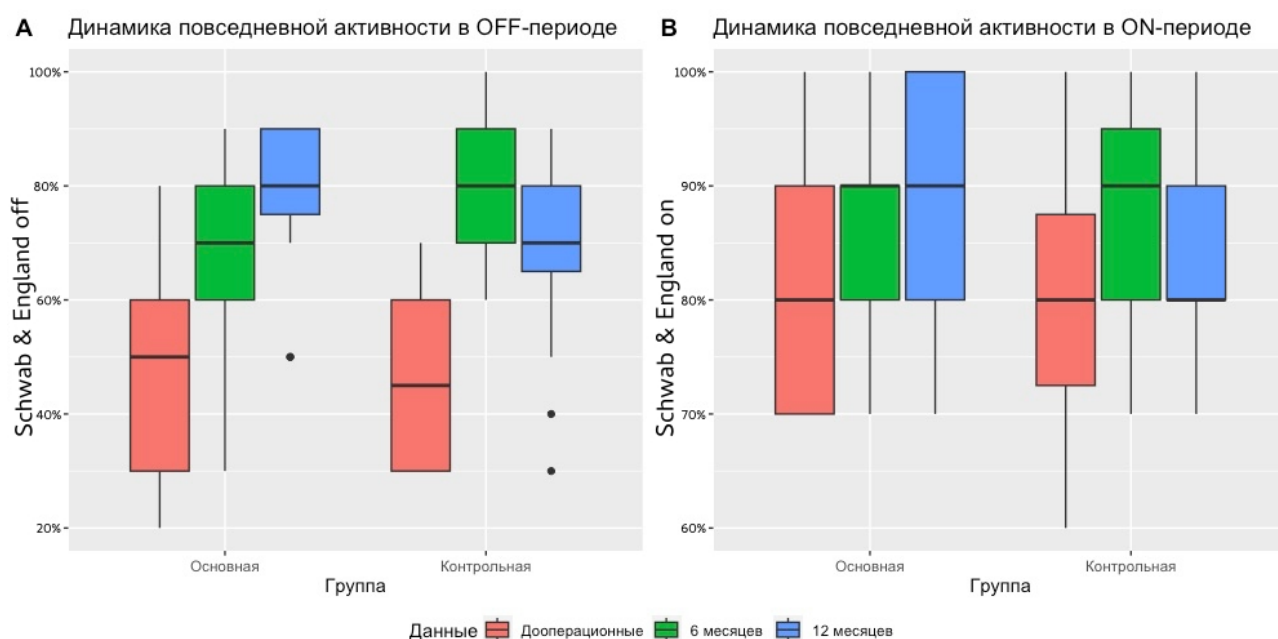 A Динамика повседневной активности в OFF-периоде
100%
80%
60%
40%
20%
Schwab & England off
Основная
Контрольная
Группа
B Динамика повседневной активности в ON-периоде
100%
90%
80%
70%
60%
Schwab & England on
Основная
Контрольная
Группа
Данные Дооперационные 6 месяцев 12 месяцев